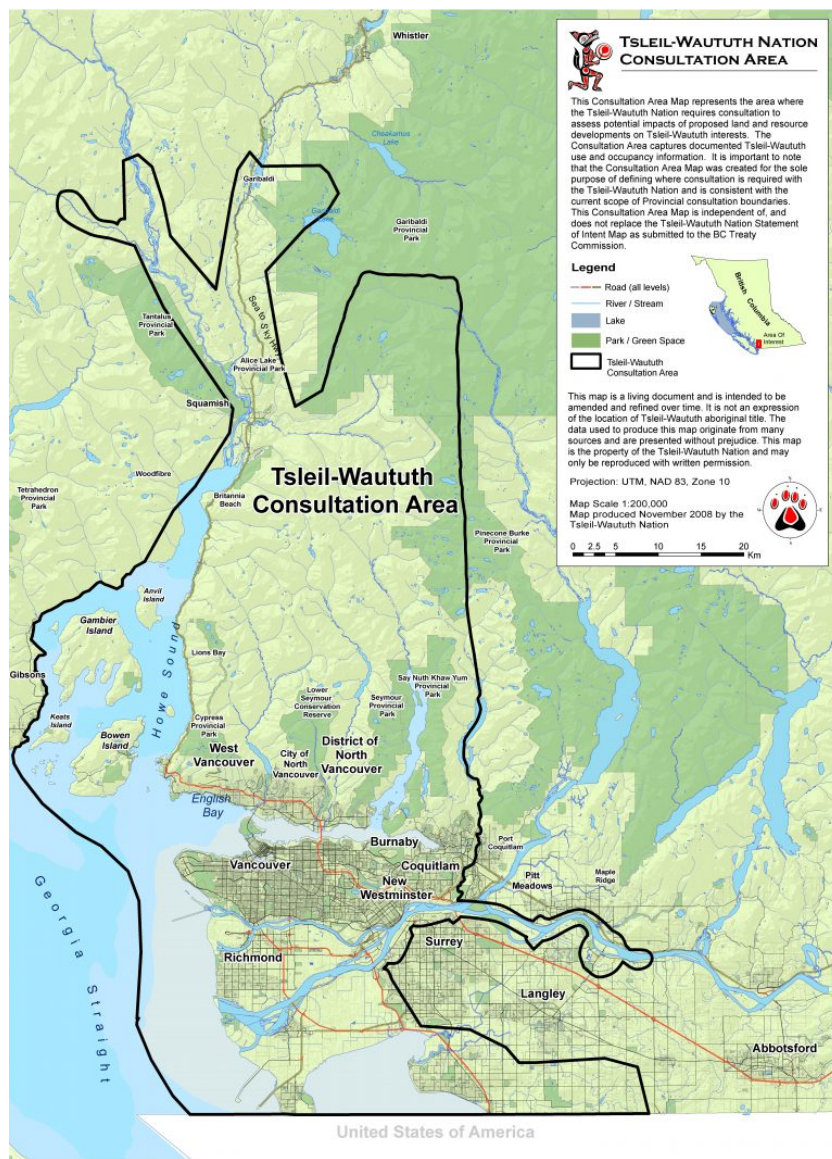 TSLEIL-WAUTUTH NATION
CONSULTATION AREA
This Consultation Area Map represents the area where
the Tsleil-Waututh Nation requires consultation to
assess potential impacts of proposed land and resource
developments on Tsleil-Waututh interests. The
Consultation Area captures documented Tsleil-Waututh
use and occupancy information. It is important to note
that the Consultation Area Map was created for the sole
purpose of defining where consultation is required with
the Tsleil-Waututh Nation and is consistent with the
current scope of Provincial consultation boundaries.
This Consultation Area Map is independent of, and
does not replace the Tsleil-Waututh Nation Statement
of Intent Map as submitted to the BC Treaty
Commission.
Legend
Road (all levels)
River / Stream
Lake
Park / Green Space
Tsleil-Waututh
Consultation Area
British Columbia
Area Of
Interest
This map is a living document and is intended to be
amended and refined over time. It is not an expression
of the location of Tsleil-Waututh aboriginal title. The
data used to produce this map originate from many
sources and are presented without prejudice. This map
is the property of the Tsleil-Waututh Nation and may
only be reproduced with written permission.
Projection: UTM, NAD 83, Zone 10
Map Scale 1:200,000
Map produced November 2008 by the
Tsleil-Waututh Nation
0 2.5 5 10 15 20
Km
Whistler
Cheakamus
Lake
Garibaldi
Garibaldi
Lake
Garibaldi
Provincial
Park
Tantalus
Provincial
Park
Sea to Sky Hwy
Alice Lake
Provincial Park
Squamish
Woodfibre
Tetrahedron
Provincial
Park
Britannia
Beach
Tsleil-Waututh
Consultation Area
Pinecone Burke
Provincial
Park
Anvil
Island
Gambier
Island
Gibsons
Keats
Island
Bowen
Island
Howe Sound
Lions Bay
Cypress
Provincial
Park
West
Vancouver
Lower
Seymour
Conservation
Reserve
City of
North
Vancouver
Seymour
Provincial
Park
District of
North
Vancouver
Say Nuth Khaw Yum
Provincial
Park
English
Bay
Vancouver
Burnaby
Coquitlam
New
Westminster
Port
Coquitlam
Pitt
Meadows
Maple
Ridge
Richmond
Surrey
Langley
Abbotsford
Georgia Straight
United States of America